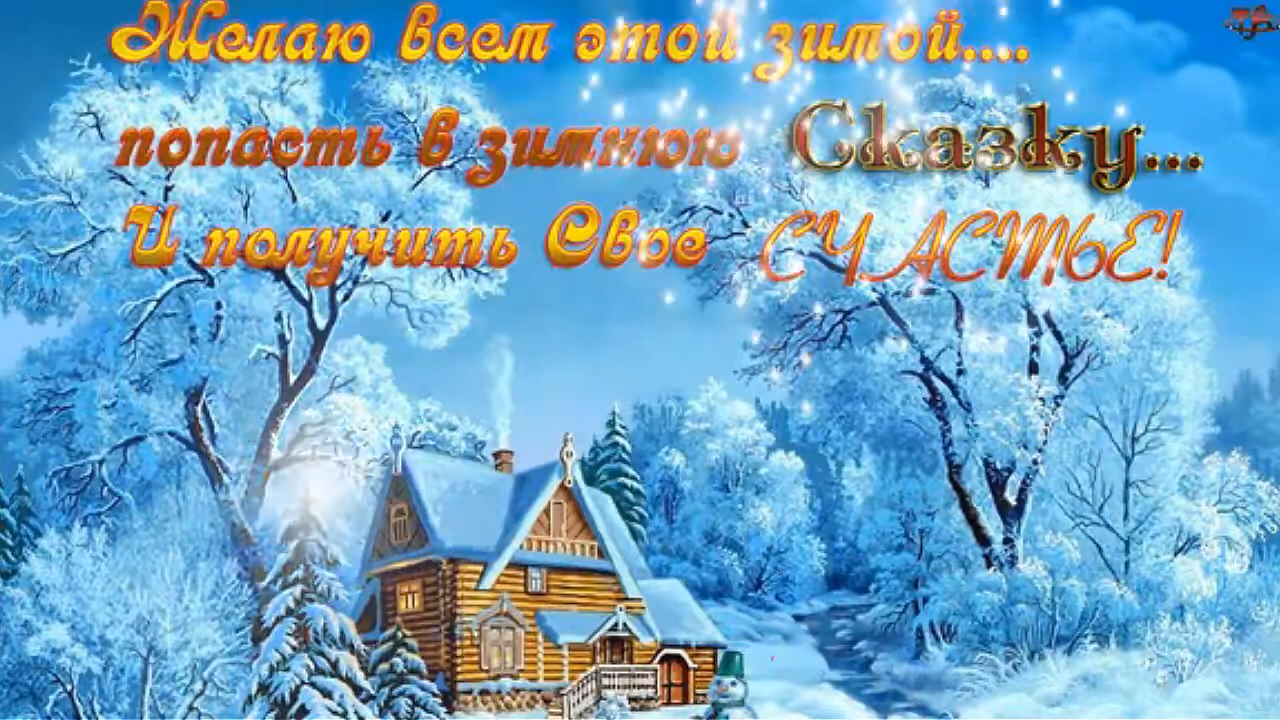 Желаю всем этой зимой....
попасть в зимнюю Сказку...
И получить Свое СЧАСТЬЕ!